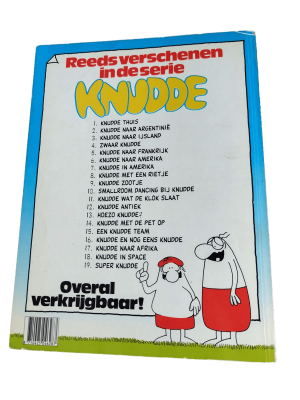 Reeds verschenen
in de serie
KNUDDE
1. KNUDDE THUIS
2. KNUDDE NAAR ARGENTINIË
3. KNUDDE NAAR IJSLAND
4. ZWAAR KNUDDE
5. KNUDDE NAAR FRANKRIJK
6. KNUDDE NAAR AMERIKA
7. KNUDDE IN AMERIKA
8. KNUDDE MET EEN RIETJE
9. KNUDDE ZOOTJE
10. SMALLROOM DANCING BIJ KNUDDE
11. KNUDDE WAT DE KLOK SLAAT
12. KNUDDE ANTIEK
13. HOEZO KNUDDE?
14. KNUDDE MET DE PET OP
15. EEN KNUDDE TEAM
16. KNUDDE EN NOG EENS KNUDDE
17. KNUDDE NAAR AFRIKA
18. KNUDDE IN SPACE
19. SUPER KNUDDE
Overal
verkrijgbaar!